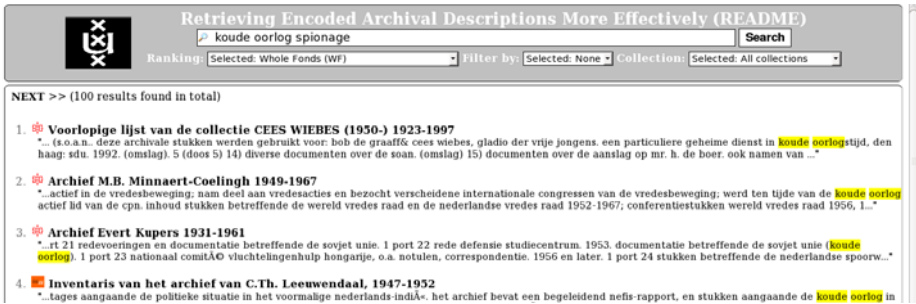 Retrieving Encoded Archival Descriptions More Effectively (README)
koude oorlog spionage Search
Ranking: Selected: Whole Fonds (WF) Filter by: Selected: None Collection: Selected: All collections
NEXT >> (100 results found in total)
1. Voorlopige lijst van de collectie CEES WIEBES (1950-) 1923-1997
"... (s.o.a.n.. deze archivale stukken werden gebruikt voor: bob de graaff& cees wiebes, gladio der vrije jongens. een particuliere geheime dienst in koude oorlogstijd, den
haag: sdu. 1992. (omslag). 5 (doos 5) 14) diverse documenten over de soan. (omslag) 15) documenten over de aanslag op mr. h. de boer. ook namen van ..."
2. Archief M.B. Minnaert-Coelingh 1949-1967
"...actief in de vredesbeweging; nam deel aan vredesacties en bezocht verscheidene internationale congressen van de vredesbeweging; werd ten tijde van de koude oorlog
actief lid van de cpn. inhoud stukken betreffende de wereld vredes raad en de nederlandse vredes raad 1952-1967; conferentiestukken wereld vredes raad 1956, 1..."
3. Archief Evert Kupers 1931-1961
"...rt 21 redevoeringen en documentatie betreffende de sovjet unie. 1 port 22 rede defensie studiecentrum. 1953. documentatie betreffende de sovjet unie (koude
oorlog). 1 port 23 nationaal comitÃ© vluchtelingenhulp hongarije, o.a. notulen, correspondentie. 1956 en later. 1 port 24 stukken betreffende de nederlandse spoorw..."
4. Inventaris van het archief van C.Th. Leeuwendaal, 1947-1952
"...tages aangaande de politieke situatie in het voormalige nederlands-indiÃ«. het archief bevat een begeleidend nefis-rapport, en stukken aangaande de koude oorlog in